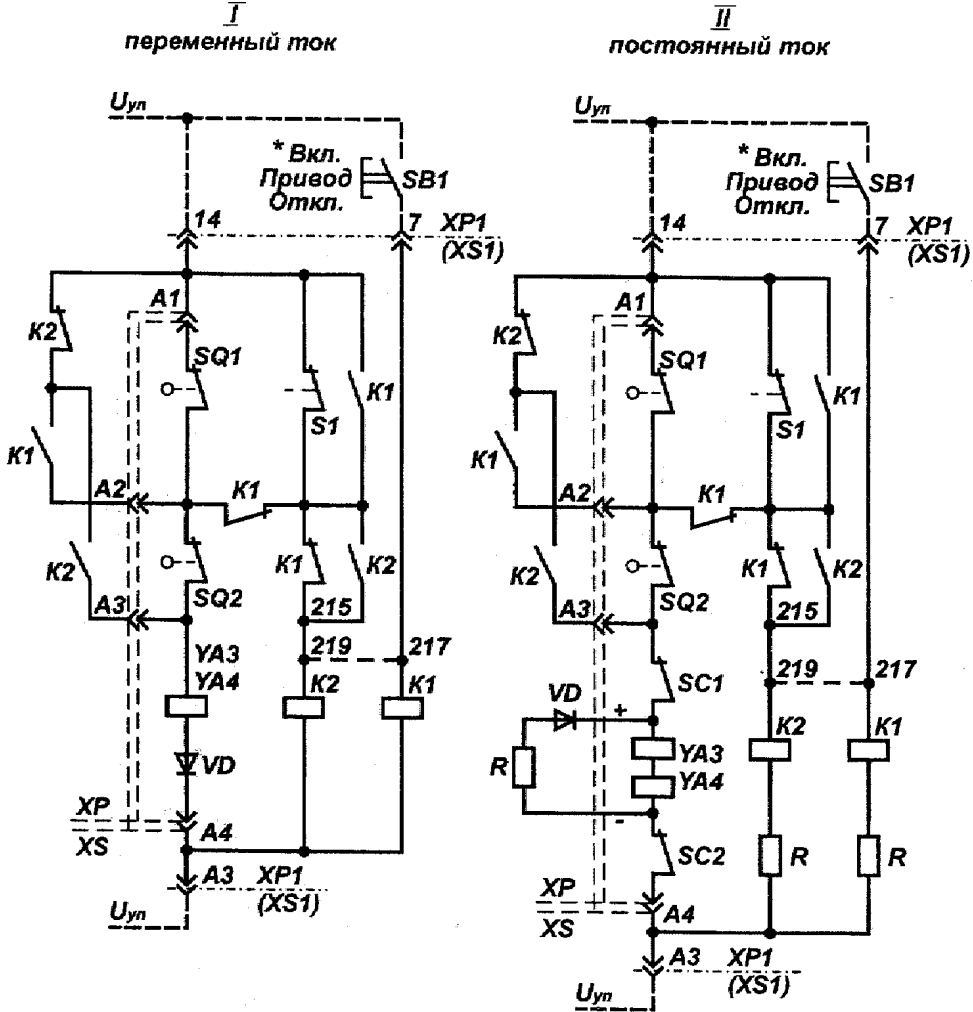 I
переменный ток
Uуп
* Вкл.
Привод
Откл.
SB1
14
7
XP1
(XS1)
A1
K2
SQ1
K1
S1
K1
A2
K1
K2
SQ2
K1
K2
A3
215
219
217
YA3
YA4
K2
K1
VD
XP
XS
A4
A3
XP1
(XS1)
Uуп
II
постоянный ток
Uуп
* Вкл.
Привод
Откл.
SB1
14
7
XP1
(XS1)
A1
K2
SQ1
K1
S1
K1
A2
K1
K2
SQ2
K1
K2
A3
215
219
217
SC1
VD
+
K2
K1
R
YA3
YA4
-
SC2
R
R
XP
XS
A4
A3
XP1
(XS1)
Uуп